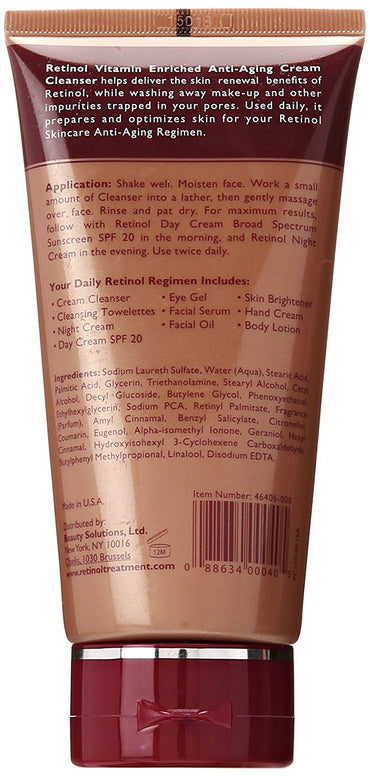 Retinol Vitamin Enriched Anti-Aging Cream
Cleanser helps deliver the skin renewal benefits of
Retinol, while washing away make-up and other
impurities trapped in your pores. Used daily, it
prepares and optimizes skin for your Retinol
Skincare Anti-Aging Regimen.
Application: Shake well. Moisten face. Work a small
amount of Cleanser into a lather, then gently massage
over face. Rinse and pat dry. For maximum results,
follow with Retinol Day Cream Broad Spectrum
Sunscreen SPF 20 in the morning, and Retinol Night
Cream in the evening. Use twice daily.
Your Daily Retinol Regimen Includes:
• Cream Cleanser
• Cleansing Towelettes
• Night Cream
• Day Cream SPF 20
• Eye Gel
• Facial Serum
• Facial Oil
• Skin Brightener
• Hand Cream
• Body Lotion
Ingredients: Sodium Laureth Sulfate, Water (Aqua), Stearic Acid,
Palmitic Acid, Glycerin, Triethanolamine, Stearyl Alcohol, Cetyl
Alcohol, Decyl Glucoside, Butylene Glycol, Phenoxyethanol,
Ethylhexylglycerin, Sodium PCA, Retinyl Palmitate, Fragrance
(Parfum), Amyl Cinnamal, Benzyl Salicylate, Citronellol,
Coumarin, Eugenol, Alpha-isomethyl Ionone, Geraniol, Hexyl
Cinnamal, Hydroxyisohexyl 3-Cyclohexene Carboxaldehyde,
Butylphenyl Methylpropional, Linalool, Disodium EDTA.
Made in U.S.A.
Distributed by:
Beauty Solutions, Ltd.
New York, NY 10016
Obelis, 1030 Brussels
www.retinoltreatment.com
12M
Item Number: 46406-800
0 88634 00040 5